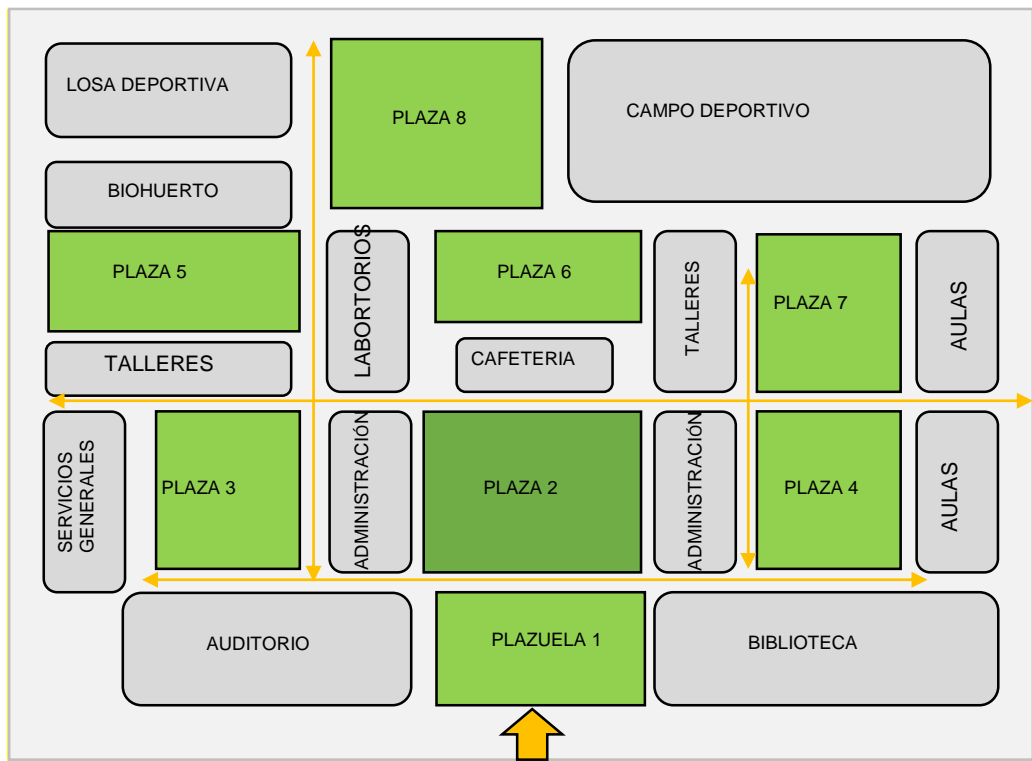 LOSA DEPORTIVA
PLAZA 8
CAMPO DEPORTIVO
BIOHUERTO
PLAZA 5
LABORTORIOS
PLAZA 6
TALLERES
PLAZA 7
AULAS
TALLERES
CAFETERIA
SERVICIOS
GENERALES
PLAZA 3
ADMINISTRACIÓN
PLAZA 2
ADMINISTRACIÓN
PLAZA 4
AULAS
AUDITORIO
PLAZUELA 1
BIBLIOTECA